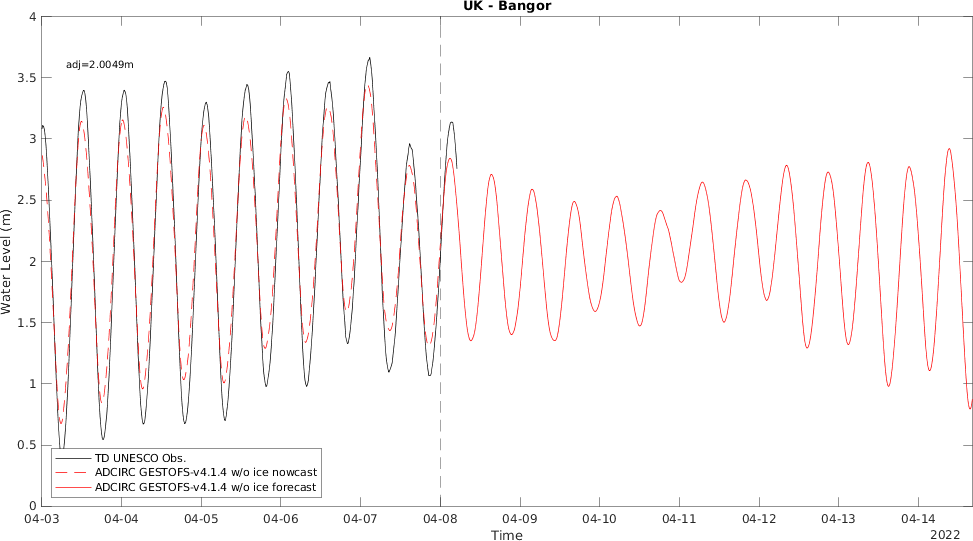 UK - Bangor
4
3.5
3
2.5
2
1.5
1
0.5
0
Water Level (m)
adj=2.0049m
TD UNESCO Obs.
ADCIRC GESTOFS-v4.1.4 w/o ice nowcast
ADCIRC GESTOFS-v4.1.4 w/o ice forecast
04-03 04-04 04-05 04-06 04-07 04-08 04-09 04-10 04-11 04-12 04-13 04-14
2022
Time